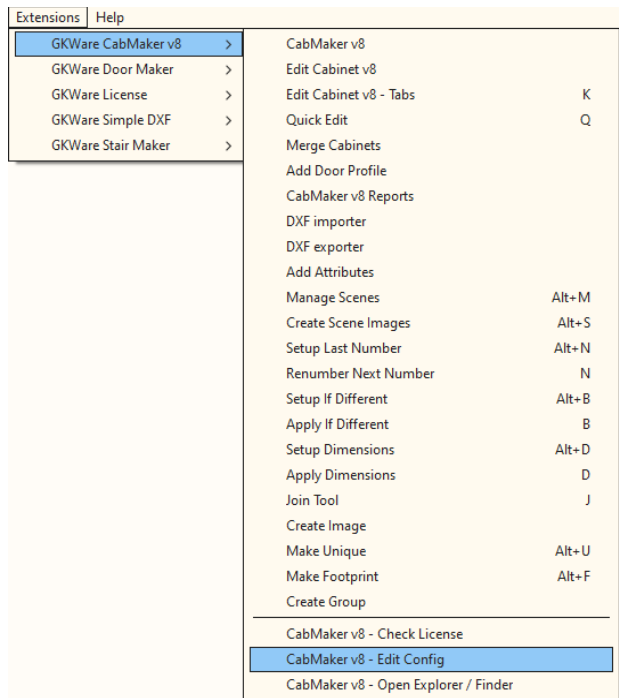 Extensions Help
GKWare CabMaker v8 >
GKWare Door Maker >
GKWare License >
GKWare Simple DXF >
GKWare Stair Maker >
CabMaker v8
Edit Cabinet v8
Edit Cabinet v8 - Tabs K
Quick Edit Q
Merge Cabinets
Add Door Profile
CabMaker v8 Reports
DXF importer
DXF exporter
Add Attributes
Manage Scenes Alt+M
Create Scene Images Alt+S
Setup Last Number Alt+N
Renumber Next Number N
Setup If Different Alt+B
Apply If Different B
Setup Dimensions Alt+D
Apply Dimensions D
Join Tool J
Create Image
Make Unique Alt+U
Make Footprint Alt+F
Create Group
CabMaker v8 - Check License
CabMaker v8 - Edit Config
CabMaker v8 - Open Explorer / Finder